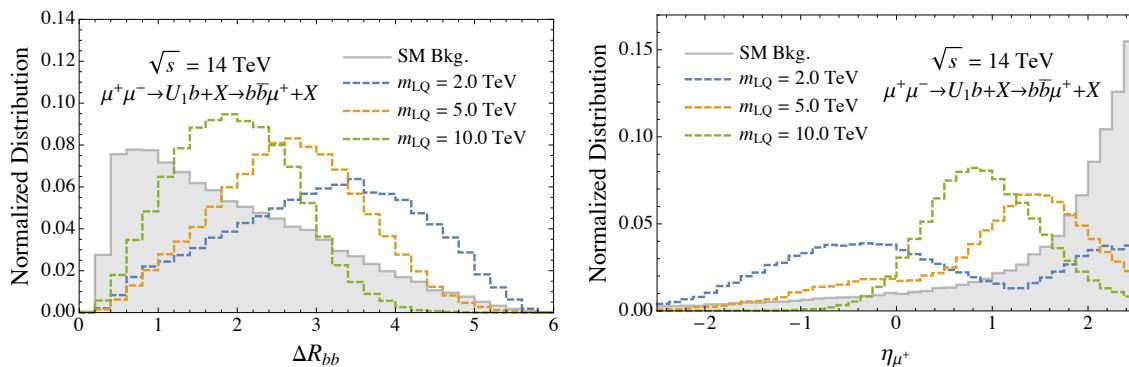 Normalized Distribution
0.14
0.12
0.10
0.08
0.06
0.04
0.02
0.00
√s = 14 TeV
μ⁺μ⁻→U₁b+X→bb̅μ⁺+X
SM Bkg.
m_LQ = 2.0 TeV
m_LQ = 5.0 TeV
m_LQ = 10.0 TeV
0 1 2 3 4 5 6
ΔR_bb
Normalized Distribution
0.15
0.10
0.05
0.00
SM Bkg.
m_LQ = 2.0 TeV
m_LQ = 5.0 TeV
m_LQ = 10.0 TeV
√s = 14 TeV
μ⁺μ⁻→U₁b+X→bb̅μ⁺+X
−2 −1 0 1 2
η_μ⁺